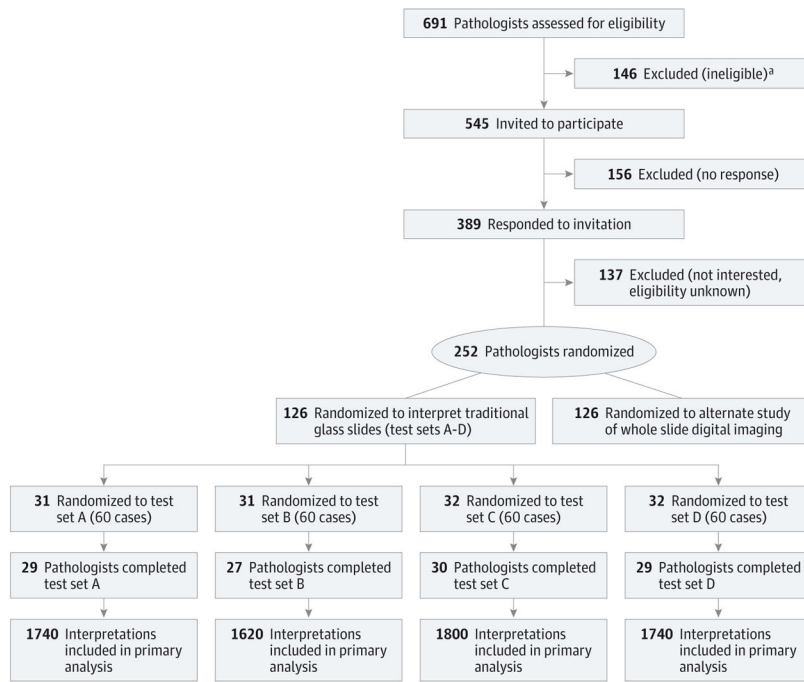 691 Pathologists assessed for eligibility
146 Excluded (ineligible)a
545 Invited to participate
156 Excluded (no response)
389 Responded to invitation
137 Excluded (not interested,
eligibility unknown)
252 Pathologists randomized
126 Randomized to interpret traditional
glass slides (test sets A-D)
126 Randomized to alternate study
of whole slide digital imaging
31 Randomized to test
set A (60 cases)
31 Randomized to test
set B (60 cases)
32 Randomized to test
set C (60 cases)
32 Randomized to test
set D (60 cases)
29 Pathologists completed
test set A
27 Pathologists completed
test set B
30 Pathologists completed
test set C
29 Pathologists completed
test set D
1740 Interpretations
included in primary
analysis
1620 Interpretations
included in primary
analysis
1800 Interpretations
included in primary
analysis
1740 Interpretations
included in primary
analysis